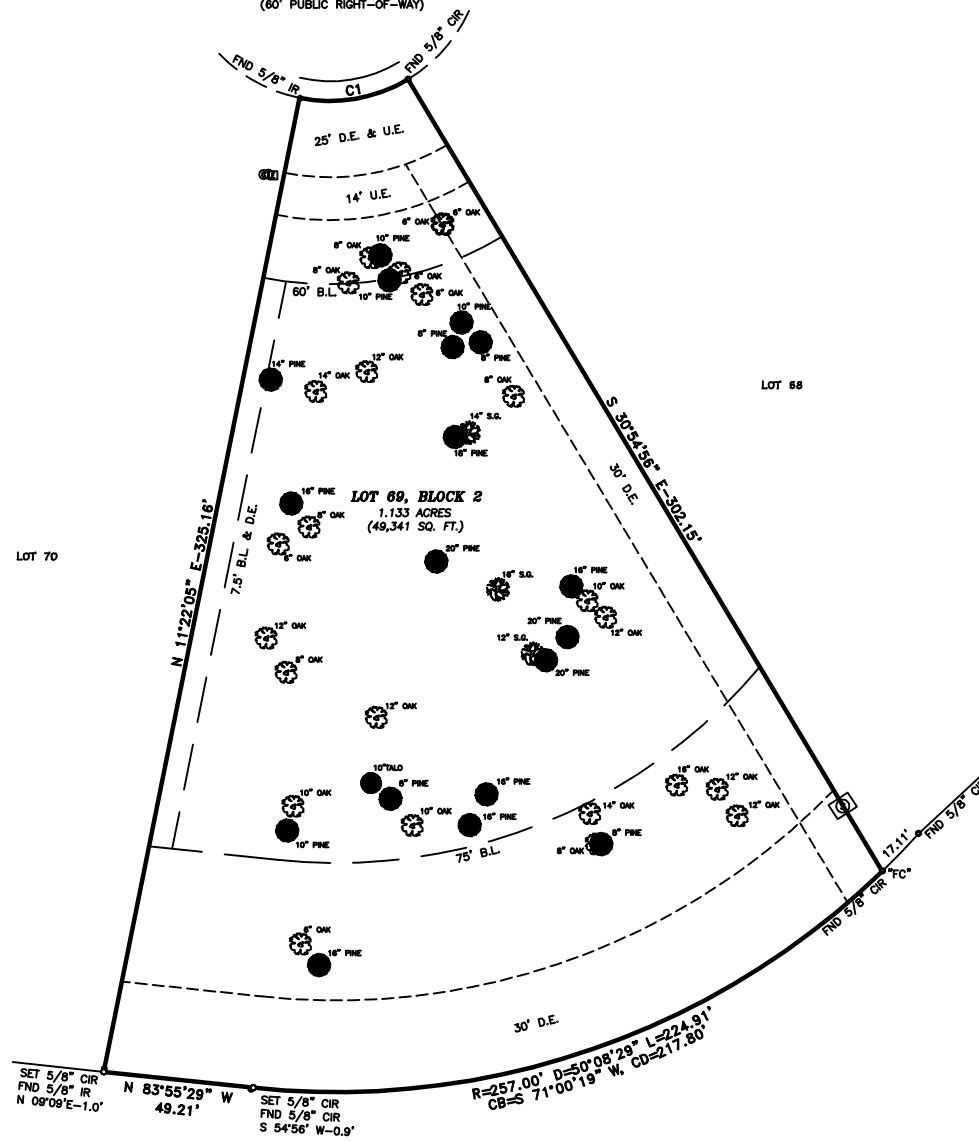 (60' PUBLIC RIGHT-OF-WAY)
FND 5/8" IR
C1
FND 5/8" CIR
25' D.E. & U.E.
14' U.E.
6" OAK
6" OAK
10" PINE
8" OAK
8" OAK
6" OAK
60' B.L.
10" PINE
6" OAK
10" PINE
8" PINE
8" PINE
14" PINE
12" OAK
14" OAK
8" OAK
LOT 68
14" S.G.
18" PINE
S 30°54'56" E-302.15'
30' D.E.
16" PINE
LOT 69, BLOCK 2
1.133 ACRES
(49,341 SQ. FT.)
8" OAK
6" OAK
LOT 70
N 11°22'05" E-325.16'
7.5' B.L. & D.E.
20" PINE
16" S.G.
16" PINE
10" OAK
12" OAK
12" OAK
20" PINE
12" S.G.
20" PINE
8" OAK
12" OAK
10"TALO
8" PINE
16" PINE
16" OAK
12" OAK
10" OAK
14" OAK
12" OAK
10" PINE
10" OAK
16" PINE
8" PINE
8" OAK
75' B.L.
17.11'
FND 5/8" CIR
FND 5/8" CIR "FC"
6" OAK
16" PINE
30' D.E.
R=257.00' D=50°08'29" L=224.91'
CB=S 71°00'19" W, CD=217.80'
SET 5/8" CIR
FND 5/8" IR
N 09°09'E-1.0'
N 83°55'29" W
49.21'
SET 5/8" CIR
FND 5/8" CIR
S 54°56' W-0.9'